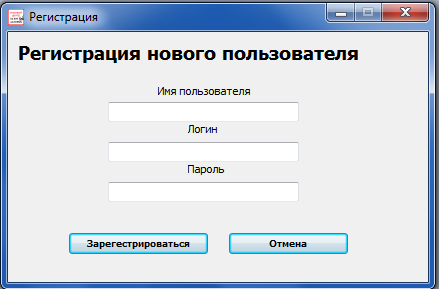 Регистрация
Регистрация нового пользователя
Имя пользователя
Логин
Пароль
Зарегестрироваться
Отмена